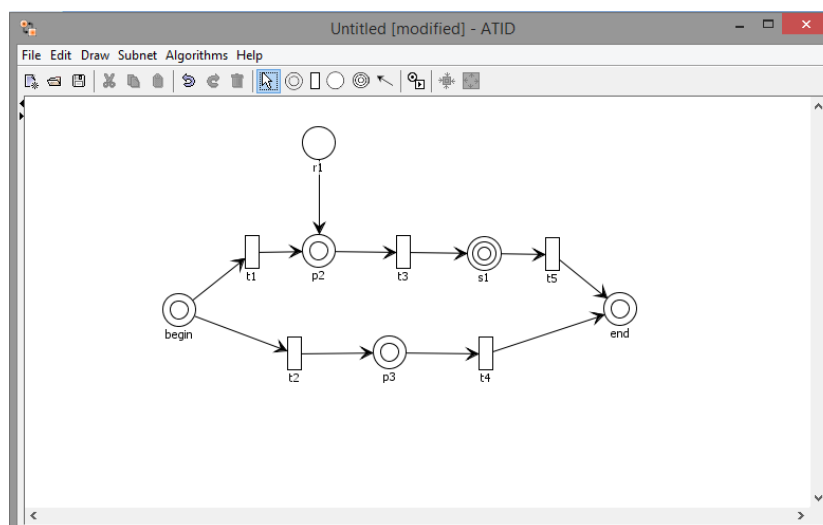 Untitled [modified] - ATID
File Edit Draw Subnet Algorithms Help
r1
t1
p2
t3
s1
t5
begin
end
t2
p3
t4